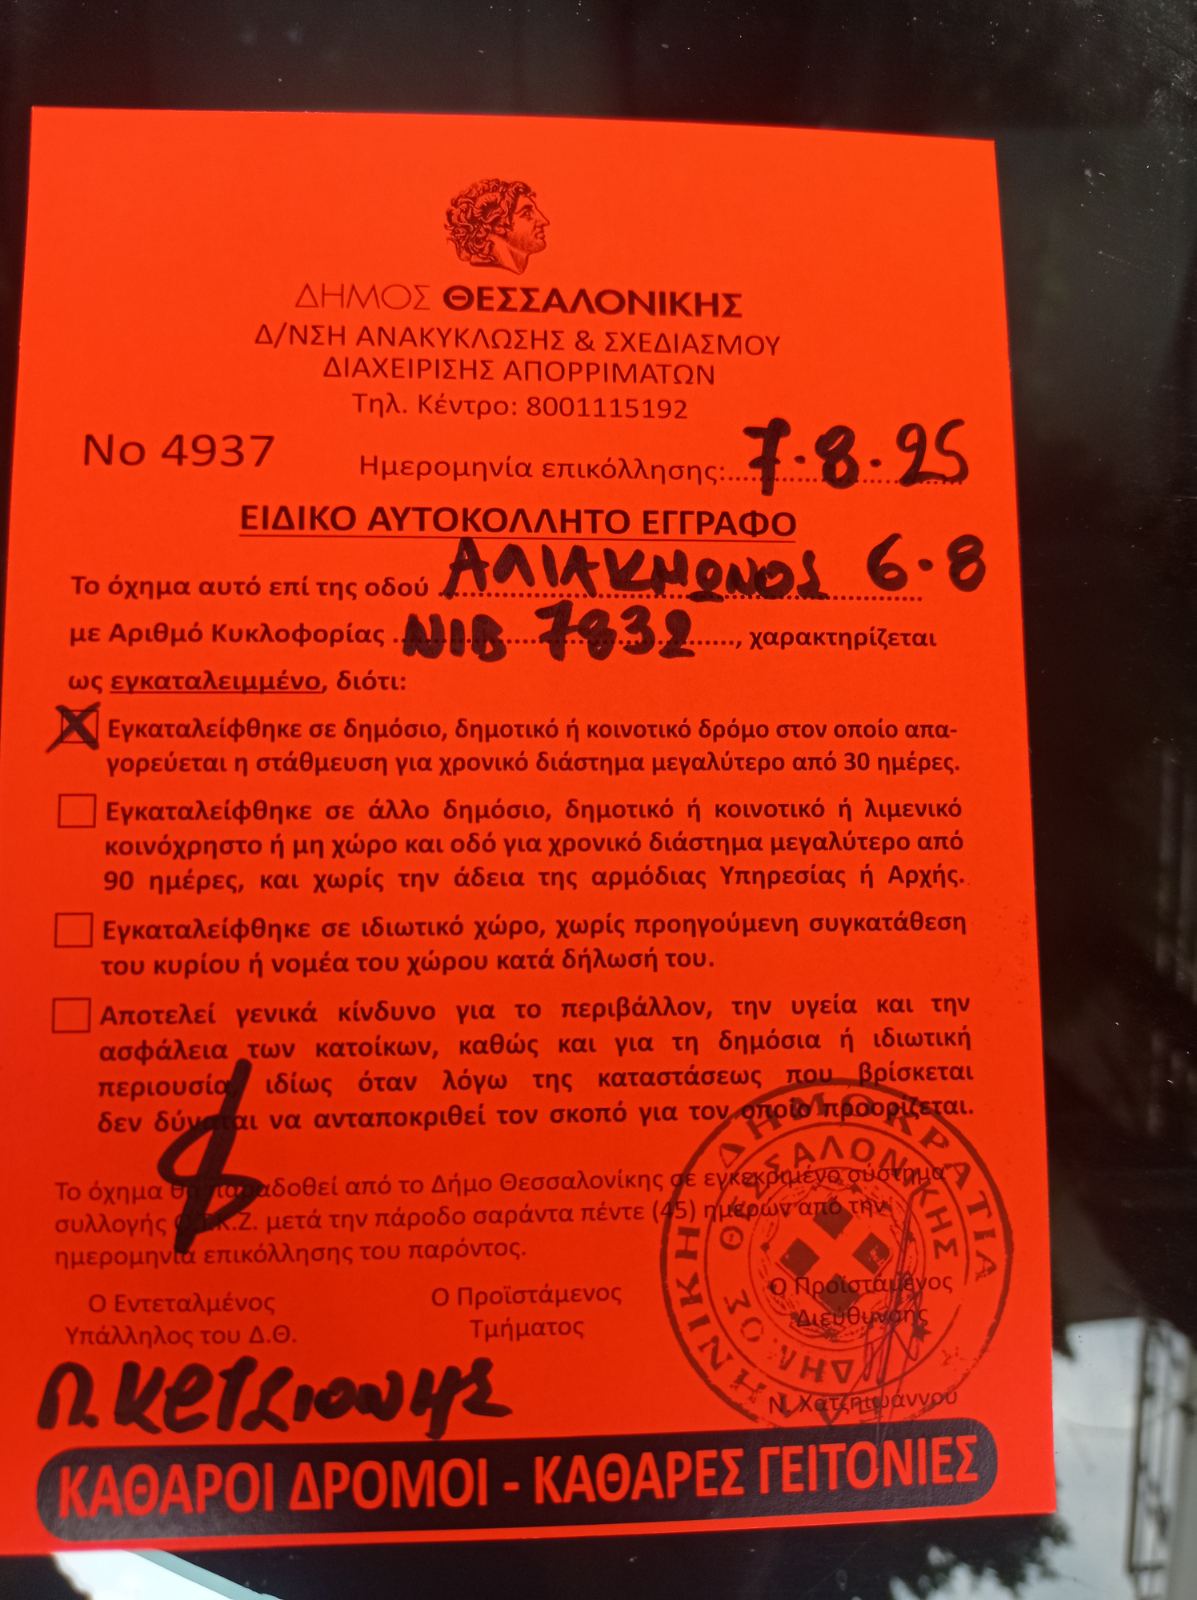 ΔΗΜΟΣ ΘΕΣΣΑΛΟΝΙΚΗΣ
Δ/ΝΣΗ ΑΝΑΚΥΚΛΩΣΗΣ & ΣΧΕΔΙΑΣΜΟΥ
ΔΙΑΧΕΙΡΙΣΗΣ ΑΠΟΡΡΙΜΑΤΩΝ
Τηλ. Κέντρο: 8001115192
Νο 4937
Ημερομηνία επικόλλησης: 7.8.25
ΕΙΔΙΚΟ ΑΥΤΟΚΟΛΛΗΤΟ ΕΓΓΡΑΦΟ
Το όχημα αυτό επί της οδού ΑΛΙΑΚΜΩΝΟΣ 6-8
με Αριθμό Κυκλοφορίας ΝΙΒ 7832, χαρακτηρίζεται
ως εγκαταλειμμένο, διότι:
X Εγκαταλείφθηκε σε δημόσιο, δημοτικό ή κοινοτικό δρόμο στον οποίο απα-
γορεύεται η στάθμευση για χρονικό διάστημα μεγαλύτερο από 30 ημέρες.
Εγκαταλείφθηκε σε άλλο δημόσιο, δημοτικό ή κοινοτικό ή λιμενικό
κοινόχρηστο ή μη χώρο και οδό για χρονικό διάστημα μεγαλύτερο από
90 ημέρες, και χωρίς την άδεια της αρμόδιας Υπηρεσίας ή Αρχής.
Εγκαταλείφθηκε σε ιδιωτικό χώρο, χωρίς προηγούμενη συγκατάθεση
του κυρίου ή νομέα του χώρου κατά δήλωσή του.
Αποτελεί γενικά κίνδυνο για το περιβάλλον, την υγεία και την
ασφάλεια των κατοίκων, καθώς και για τη δημόσια ή ιδιωτική
περιουσία, ιδίως όταν λόγω της καταστάσεως που βρίσκεται
δεν δύναται να ανταποκριθεί τον σκοπό για τον οποίο προορίζεται.
Το όχημα θα παραδοθεί από το Δήμο Θεσσαλονίκης σε εγκεκριμένο σύστημα
συλλογής Ο.Τ.Κ.Ζ. μετά την πάροδο σαράντα πέντε (45) ημερών από την
ημερομηνία επικόλλησης του παρόντος.
Ο Εντεταλμένος
Υπάλληλος του Δ.Θ.
Ο Προϊστάμενος
Τμήματος
Ο Προϊστάμενος
Διεύθυνσης
Ν. Χατζηιωάννου
ΕΛΛΗΝΙΚΗ ΔΗΜΟΚΡΑΤΙΑ
ΔΗΜΟΣ ΘΕΣΣΑΛΟΝΙΚΗΣ
ΚΑΘΑΡΟΙ ΔΡΟΜΟΙ - ΚΑΘΑΡΕΣ ΓΕΙΤΟΝΙΕΣ